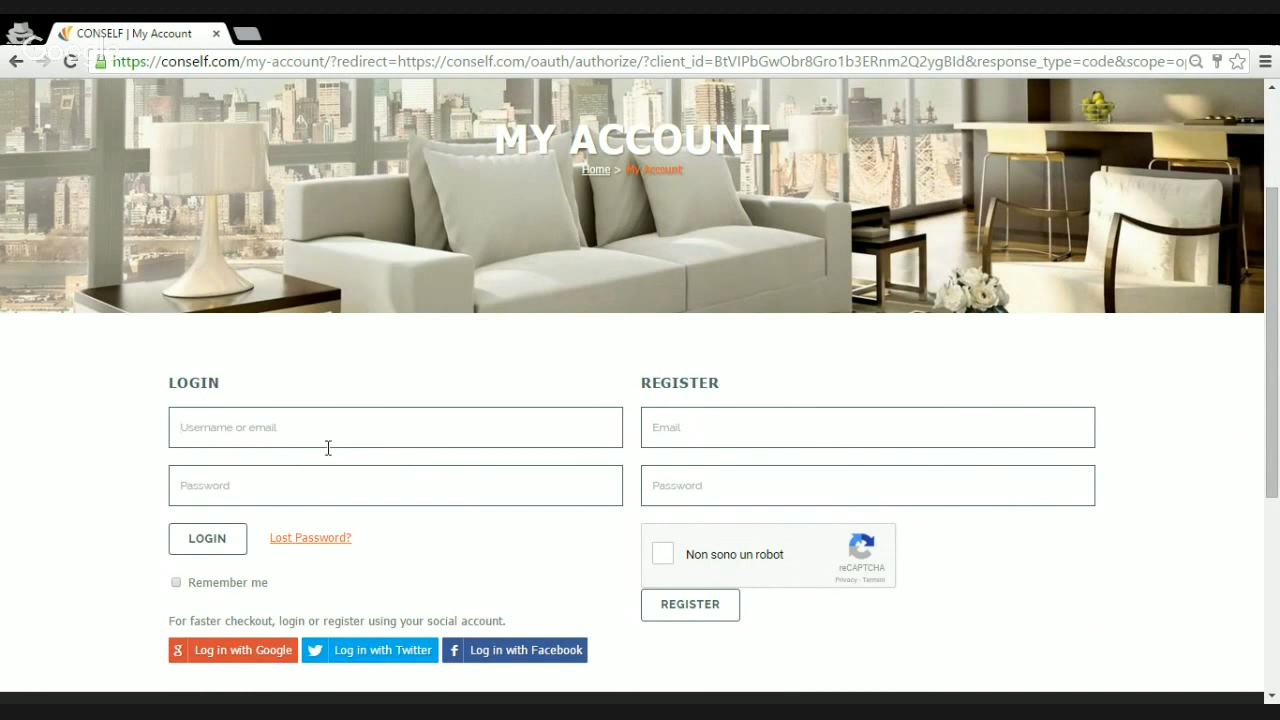 CONSELF | My Account
Google
https://conself.com/my-account/?redirect=https://conself.com/oauth/authorize/?client_id=BtVIPbGwObr8Gro1b3ERnm2Q2ygBId&response_type=code&scope=o
MY ACCOUNT
Home > My Account
LOGIN
Username or email
Password
LOGIN Lost Password?
Remember me
For faster checkout, login or register using your social account.
Log in with Google Log in with Twitter Log in with Facebook
REGISTER
Email
Password
Non sono un robot
reCAPTCHA
Privacy - Termini
REGISTER